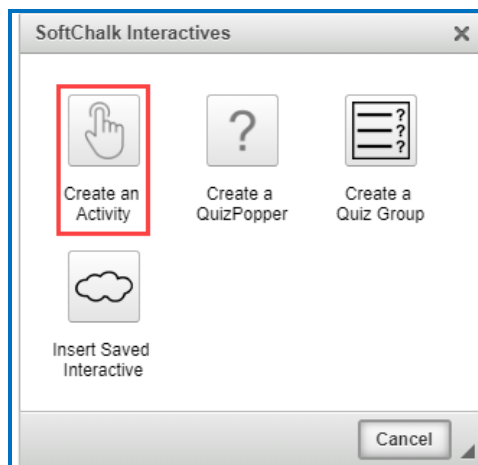 SoftChalk Interactives
Create an
Activity
Create a
QuizPopper
Create a
Quiz Group
Insert Saved
Interactive
Cancel